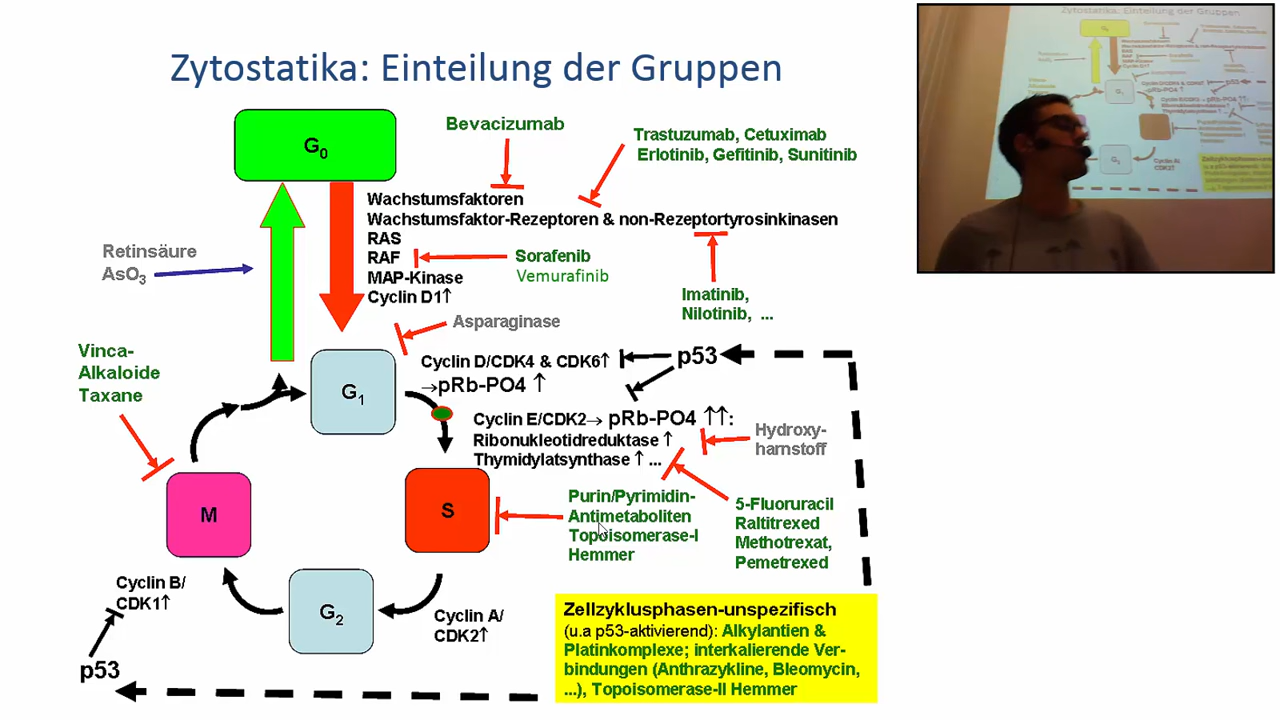 Zytostatika: Einteilung der Gruppen
G0
Bevacizumab
Trastuzumab, Cetuximab
Erlotinib, Gefitinib, Sunitinib
Wachstumsfaktoren
Wachstumsfaktor-Rezeptoren & non-Rezeptortyrosinkinasen
RAS
RAF
MAP-Kinase
Cyclin D1↑
Retinsäure
AsO3
Sorafenib
Vemurafinib
Imatinib,
Nilotinib, ...
Asparaginase
Vinca-
Alkaloide
Taxane
G1
Cyclin D/CDK4 & CDK6↑
→pRb-PO4 ↑
p53
Cyclin E/CDK2→ pRb-PO4 ↑↑:
Ribonukleotidreduktase ↑
Thymidylatsynthase ↑ ...
Hydroxy-
harnstoff
M
S
Purin/Pyrimidin-
Antimetaboliten
Topoisomerase-I
Hemmer
5-Fluoruracil
Raltitrexed
Methotrexat,
Pemetrexed
Cyclin B/
CDK1↑
G2
Cyclin A/
CDK2↑
p53
Zellzyklusphasen-unspezifisch
(u.a p53-aktivierend): Alkylantien &
Platinkomplexe; interkalierende Ver-
bindungen (Anthrazykline, Bleomycin,
...), Topoisomerase-II Hemmer
Zytostatika: Einteilung der Gruppen